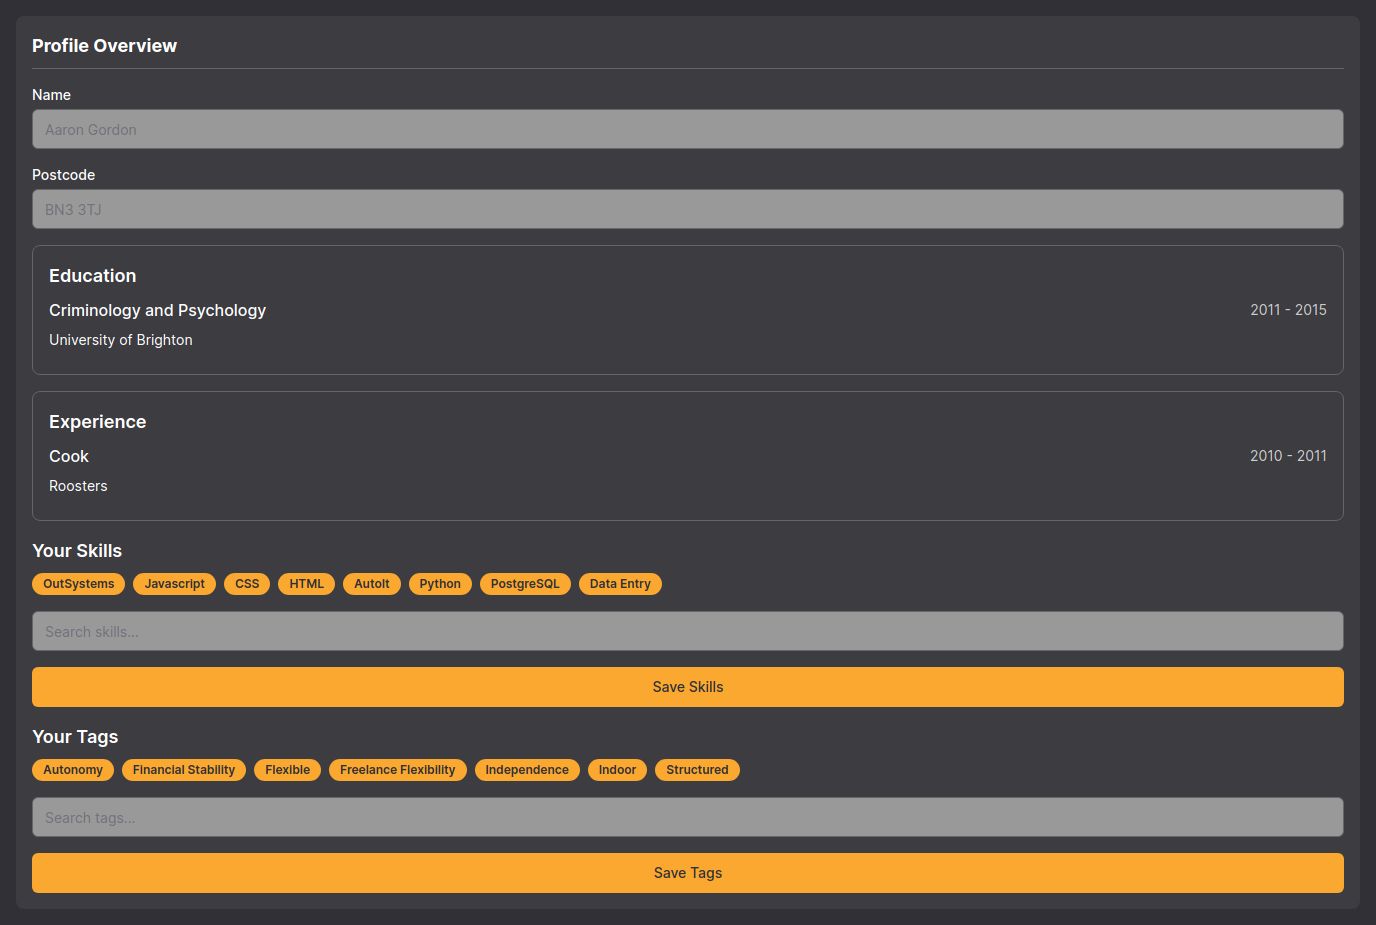 Profile Overview
Name
Aaron Gordon
Postcode
BN3 3TJ
Education
Criminology and Psychology 2011 - 2015
University of Brighton
Experience
Cook 2010 - 2011
Roosters
Your Skills
OutSystems Javascript CSS HTML AutoIt Python PostgreSQL Data Entry
Search skills...
Save Skills
Your Tags
Autonomy Financial Stability Flexible Freelance Flexibility Independence Indoor Structured
Search tags...
Save Tags